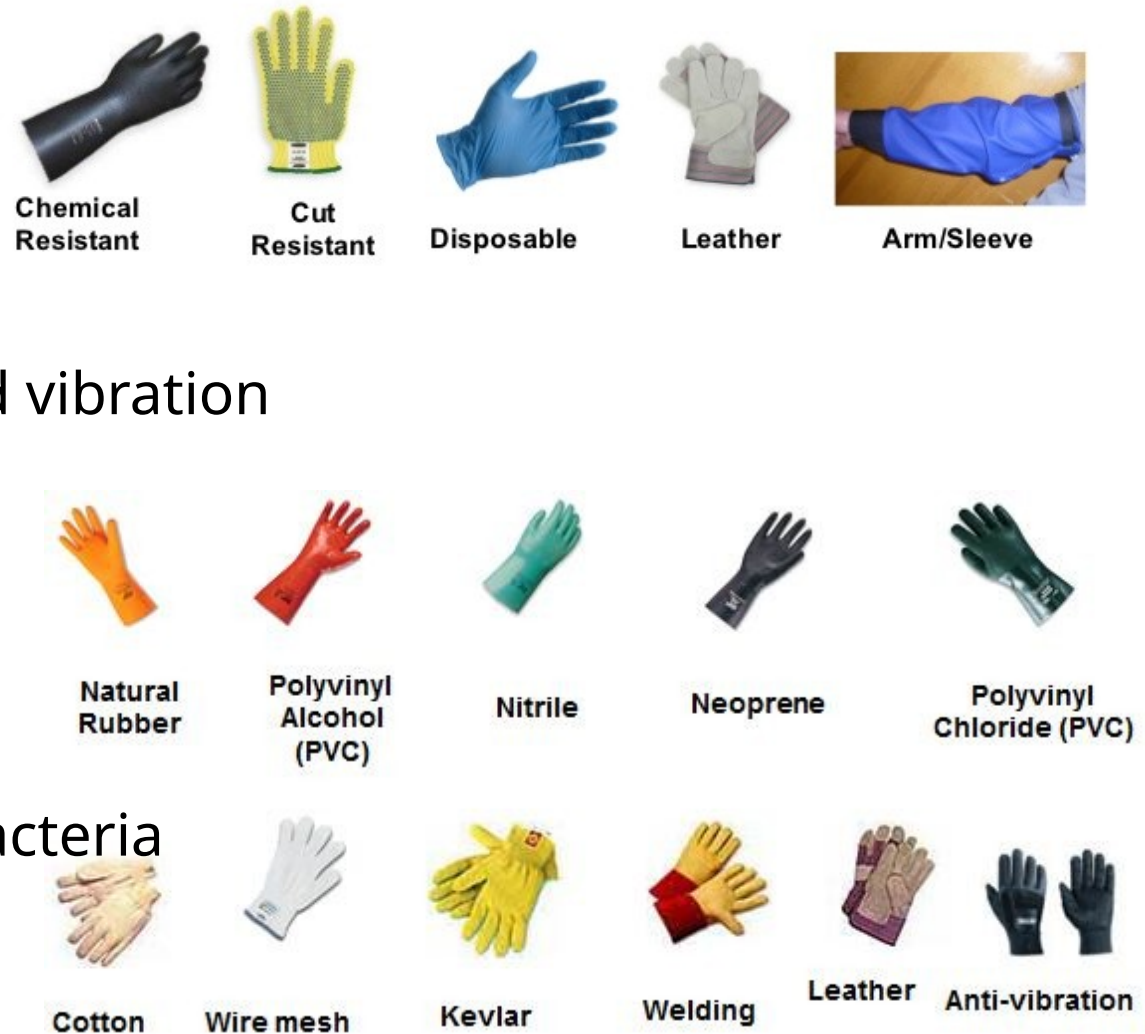 Chemical
Resistant
Cut
Resistant
Disposable
Leather
Arm/Sleeve
d vibration
Natural
Rubber
Polyvinyl
Alcohol
(PVC)
Nitrile
Neoprene
Polyvinyl
Chloride (PVC)
acteria
Cotton
Wire mesh
Kevlar
Welding
Leather
Anti-vibration